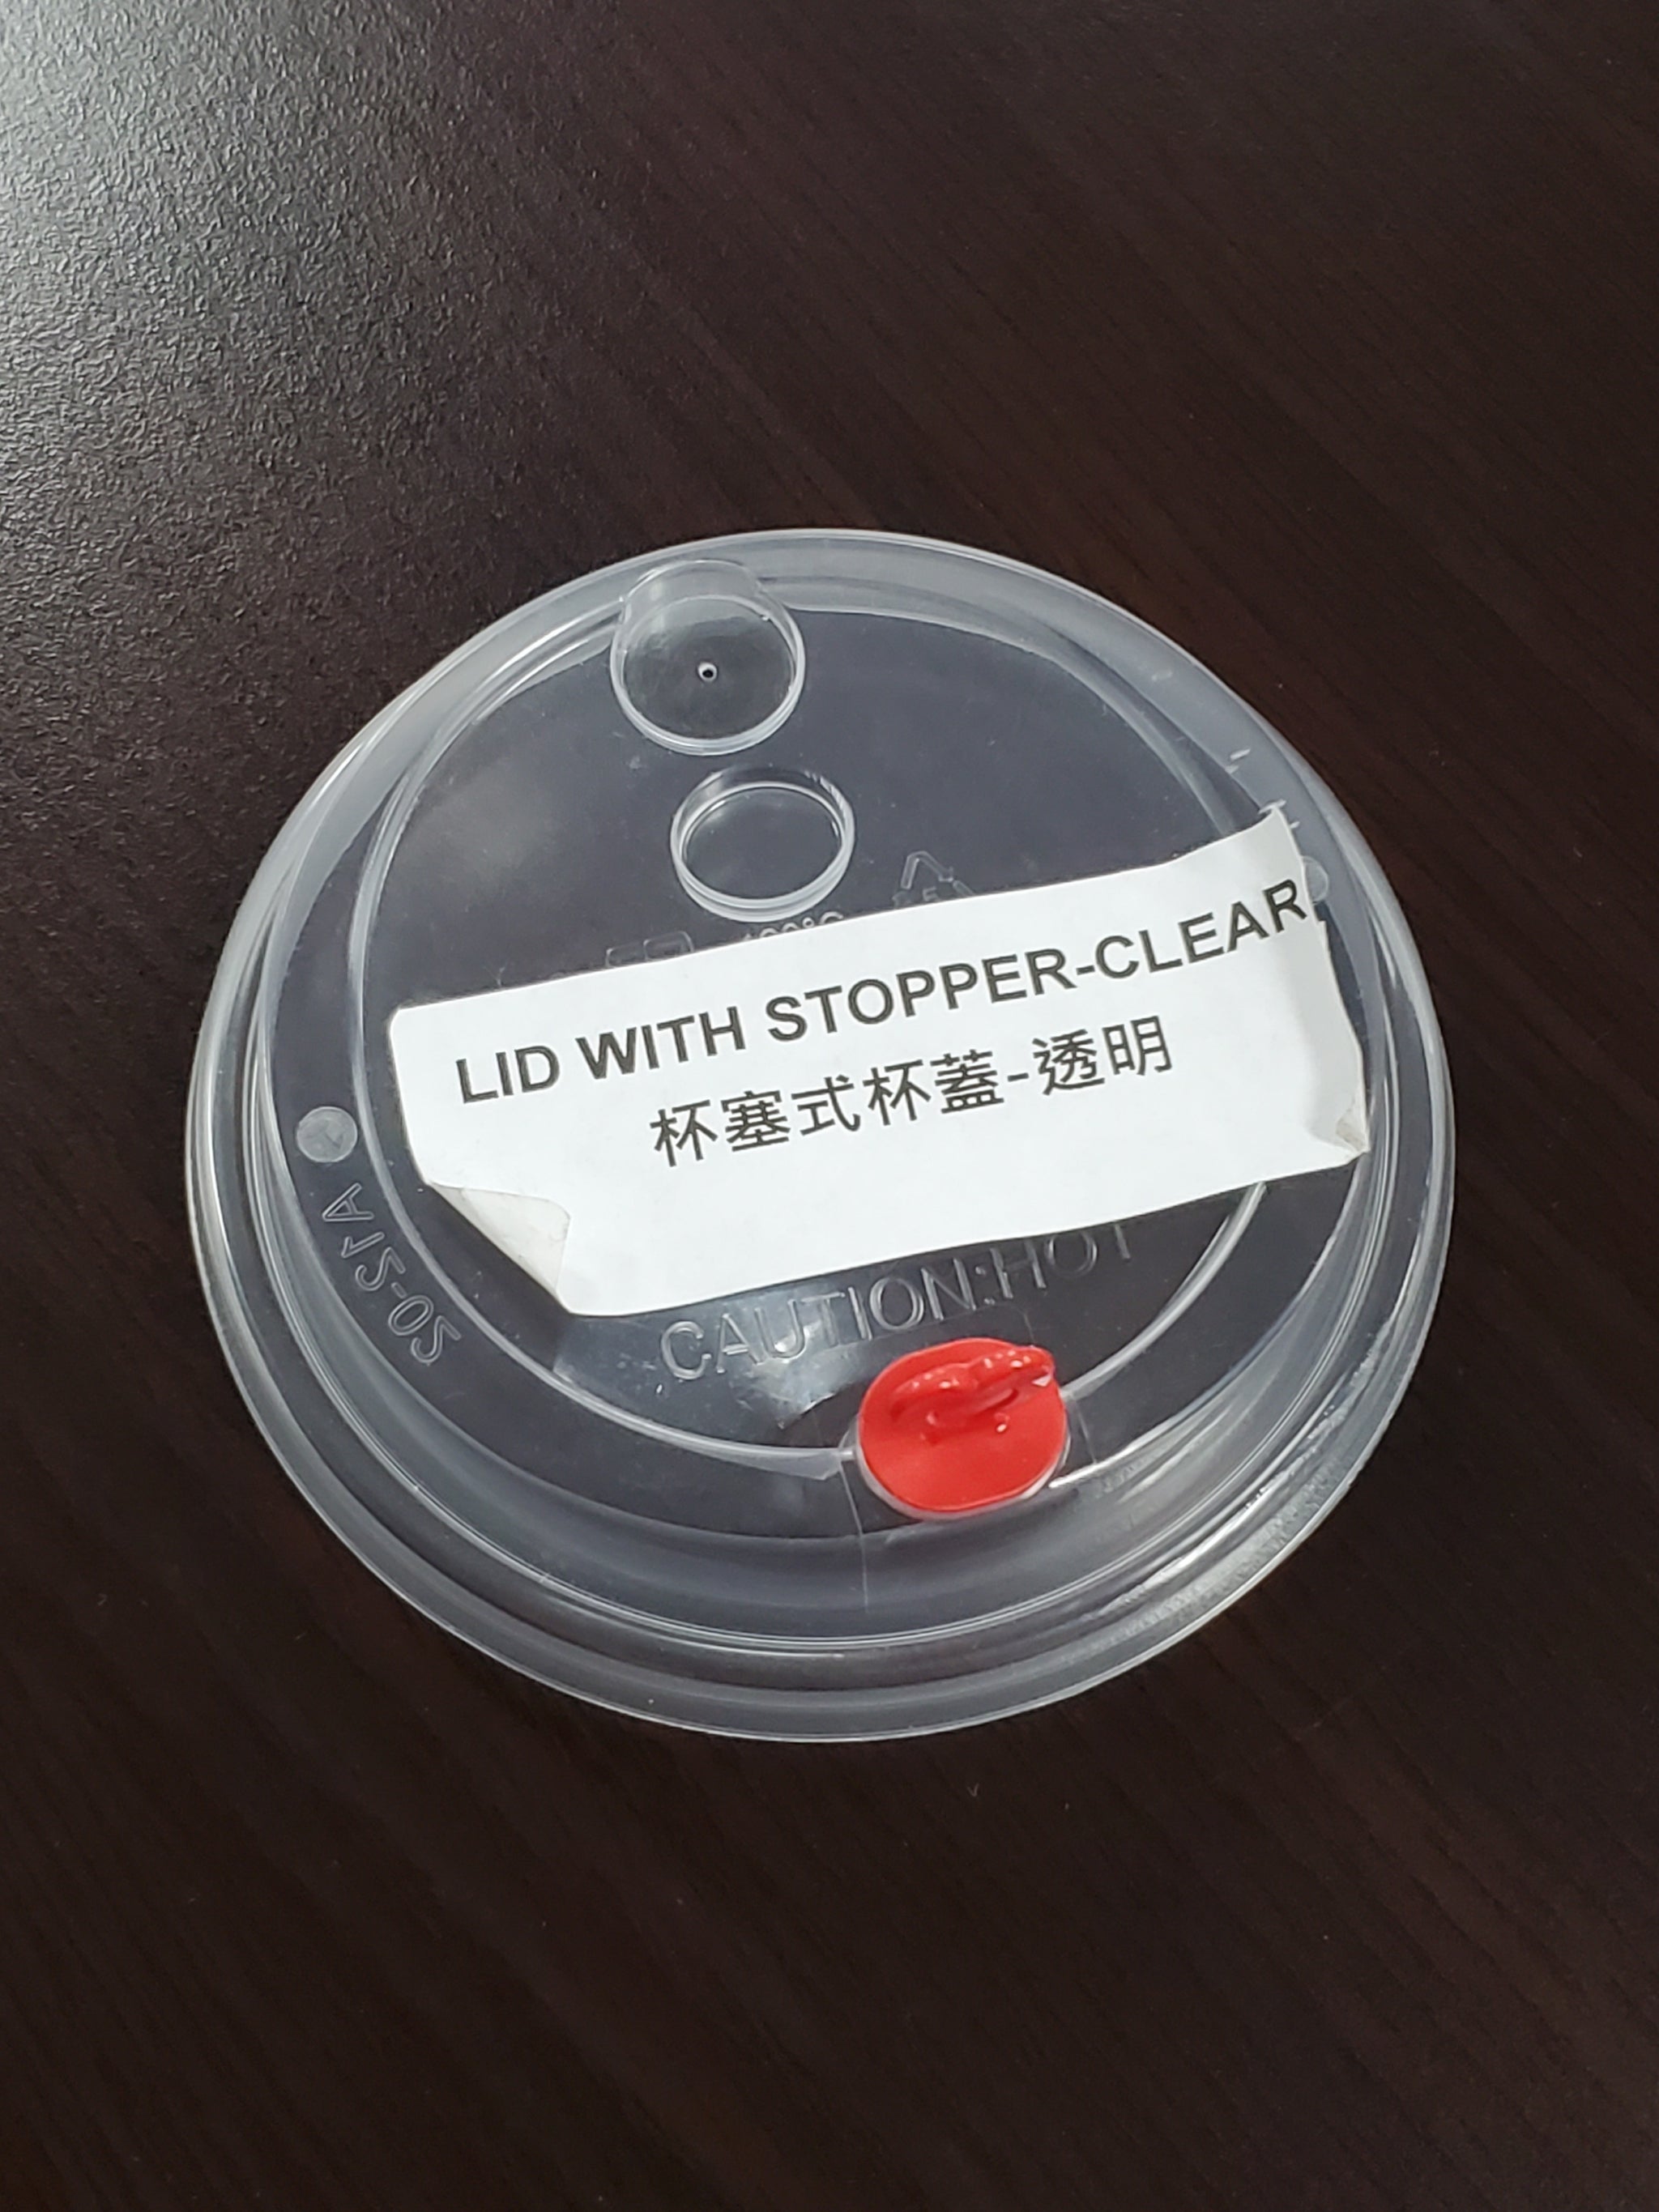 LID WITH STOPPER-CLEAR
杯塞式杯蓋-透明
CAUTION:HOT